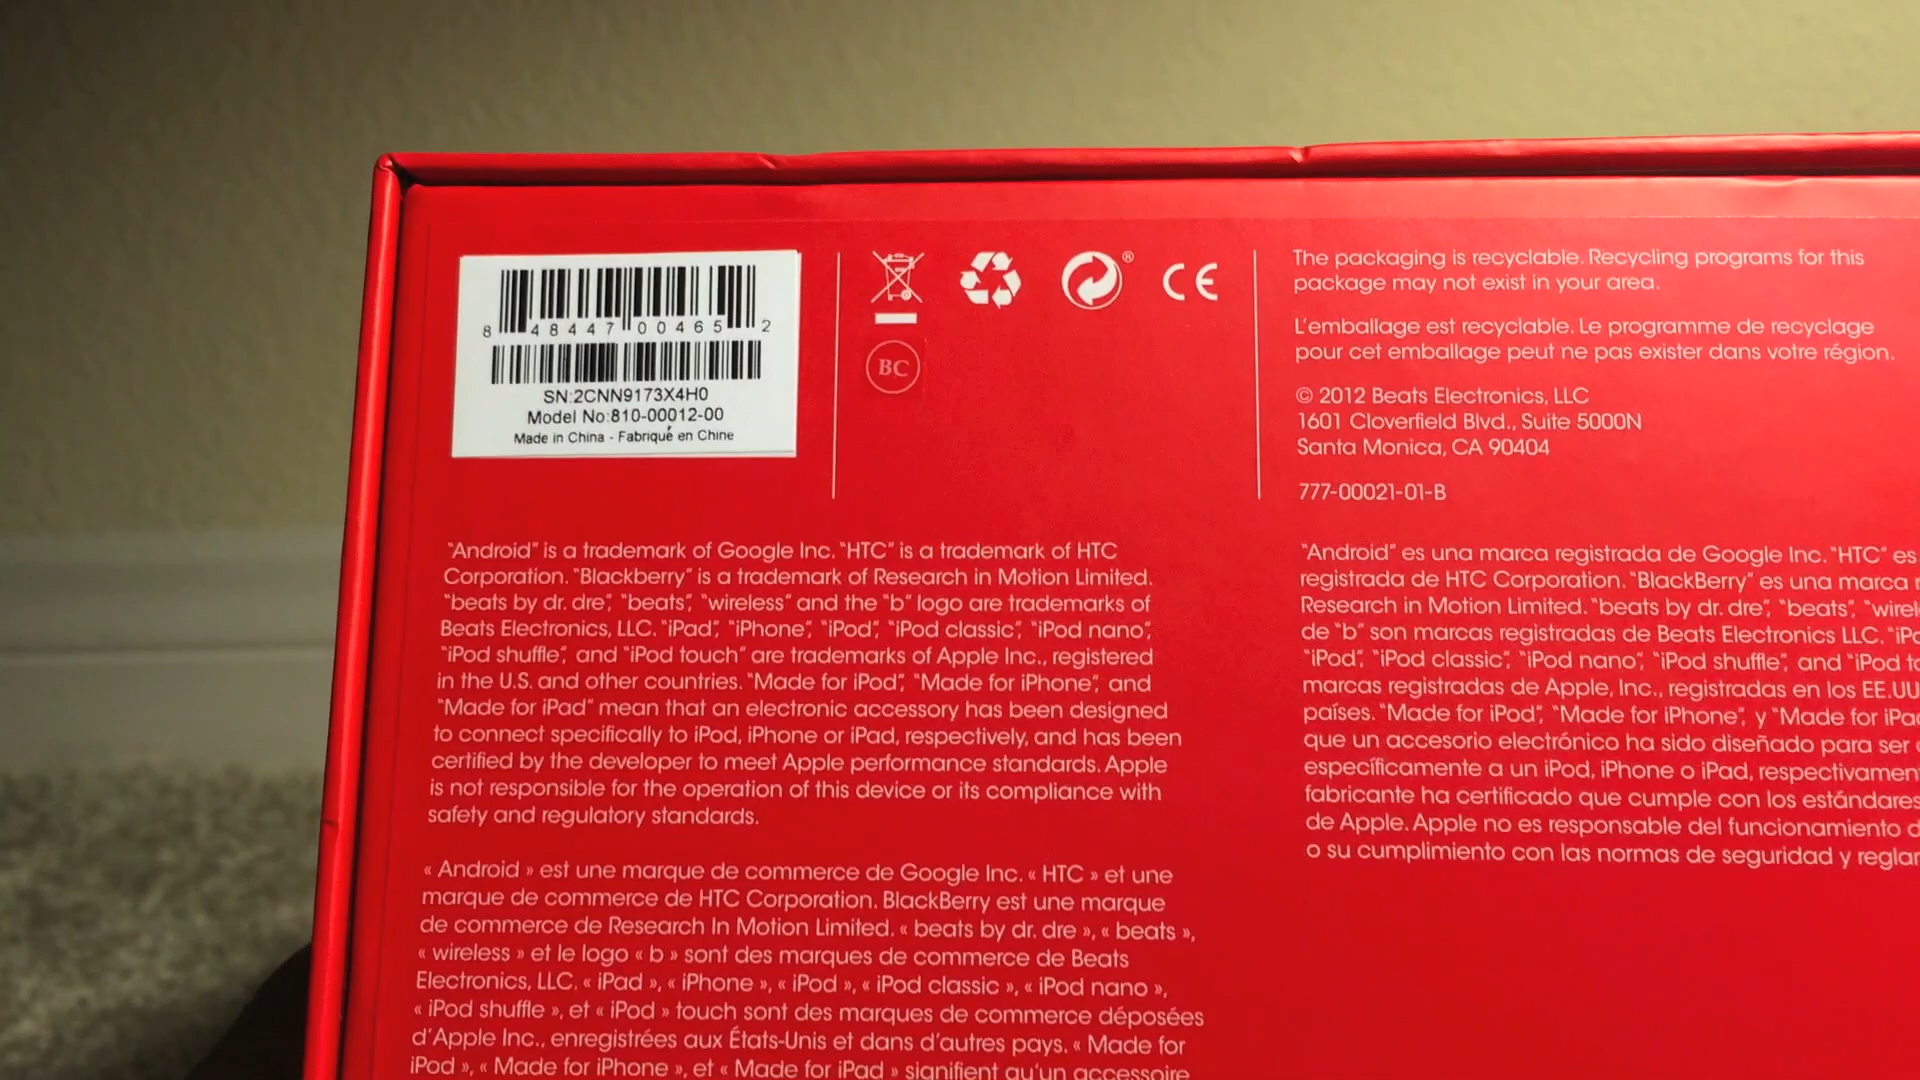 8 48447 00465 2
SN:2CNN9173X4H0
Model No:810-00012-00
Made in China - Fabriqué en Chine
®
CE
BC
The packaging is recyclable. Recycling programs for this
package may not exist in your area.
L'emballage est recyclable. Le programme de recyclage
pour cet emballage peut ne pas exister dans votre région.
© 2012 Beats Electronics, LLC
1601 Cloverfield Blvd., Suite 5000N
Santa Monica, CA 90404
777-00021-01-B
"Android" is a trademark of Google Inc. "HTC" is a trademark of HTC
Corporation. "Blackberry" is a trademark of Research in Motion Limited.
"beats by dr. dre", "beats", "wireless" and the "b" logo are trademarks of
Beats Electronics, LLC. "iPad", "iPhone", "iPod", "iPod classic", "iPod nano",
"iPod shuffle", and "iPod touch" are trademarks of Apple Inc., registered
in the U.S. and other countries. "Made for iPod", "Made for iPhone", and
"Made for iPad" mean that an electronic accessory has been designed
to connect specifically to iPod, iPhone or iPad, respectively, and has been
certified by the developer to meet Apple performance standards. Apple
is not responsible for the operation of this device or its compliance with
safety and regulatory standards.
« Android » est une marque de commerce de Google Inc. « HTC » et une
marque de commerce de HTC Corporation. BlackBerry est une marque
de commerce de Research In Motion Limited. « beats by dr. dre », « beats »,
« wireless » et le logo « b » sont des marques de commerce de Beats
Electronics, LLC. « iPad », « iPhone », « iPod », « iPod classic », « iPod nano »,
« iPod shuffle », et « iPod » touch sont des marques de commerce déposées
d'Apple Inc., enregistrées aux États-Unis et dans d'autres pays. « Made for
iPod », « Made for iPhone », et « Made for iPad » signifient qu'un accessoire
"Android" es una marca registrada de Google Inc. "HTC" es
registrada de HTC Corporation. "BlackBerry" es una marca
Research in Motion Limited. "beats by dr. dre", "beats",
de "b" son marcas registradas de Beats Electronics LLC.
"iPod", "iPod classic", "iPod nano", "iPod shuffle", and "iPod
marcas registradas de Apple, Inc., registradas en los EE.UU
países. "Made for iPod", "Made for iPhone", y "Made for
que un accesorio electrónico ha sido diseñado para ser
específicamente a un iPod, iPhone o iPad,
fabricante ha certificado que cumple con los estándares
de Apple. Apple no es responsable del funcionamiento
o su cumplimiento con las normas de seguridad y